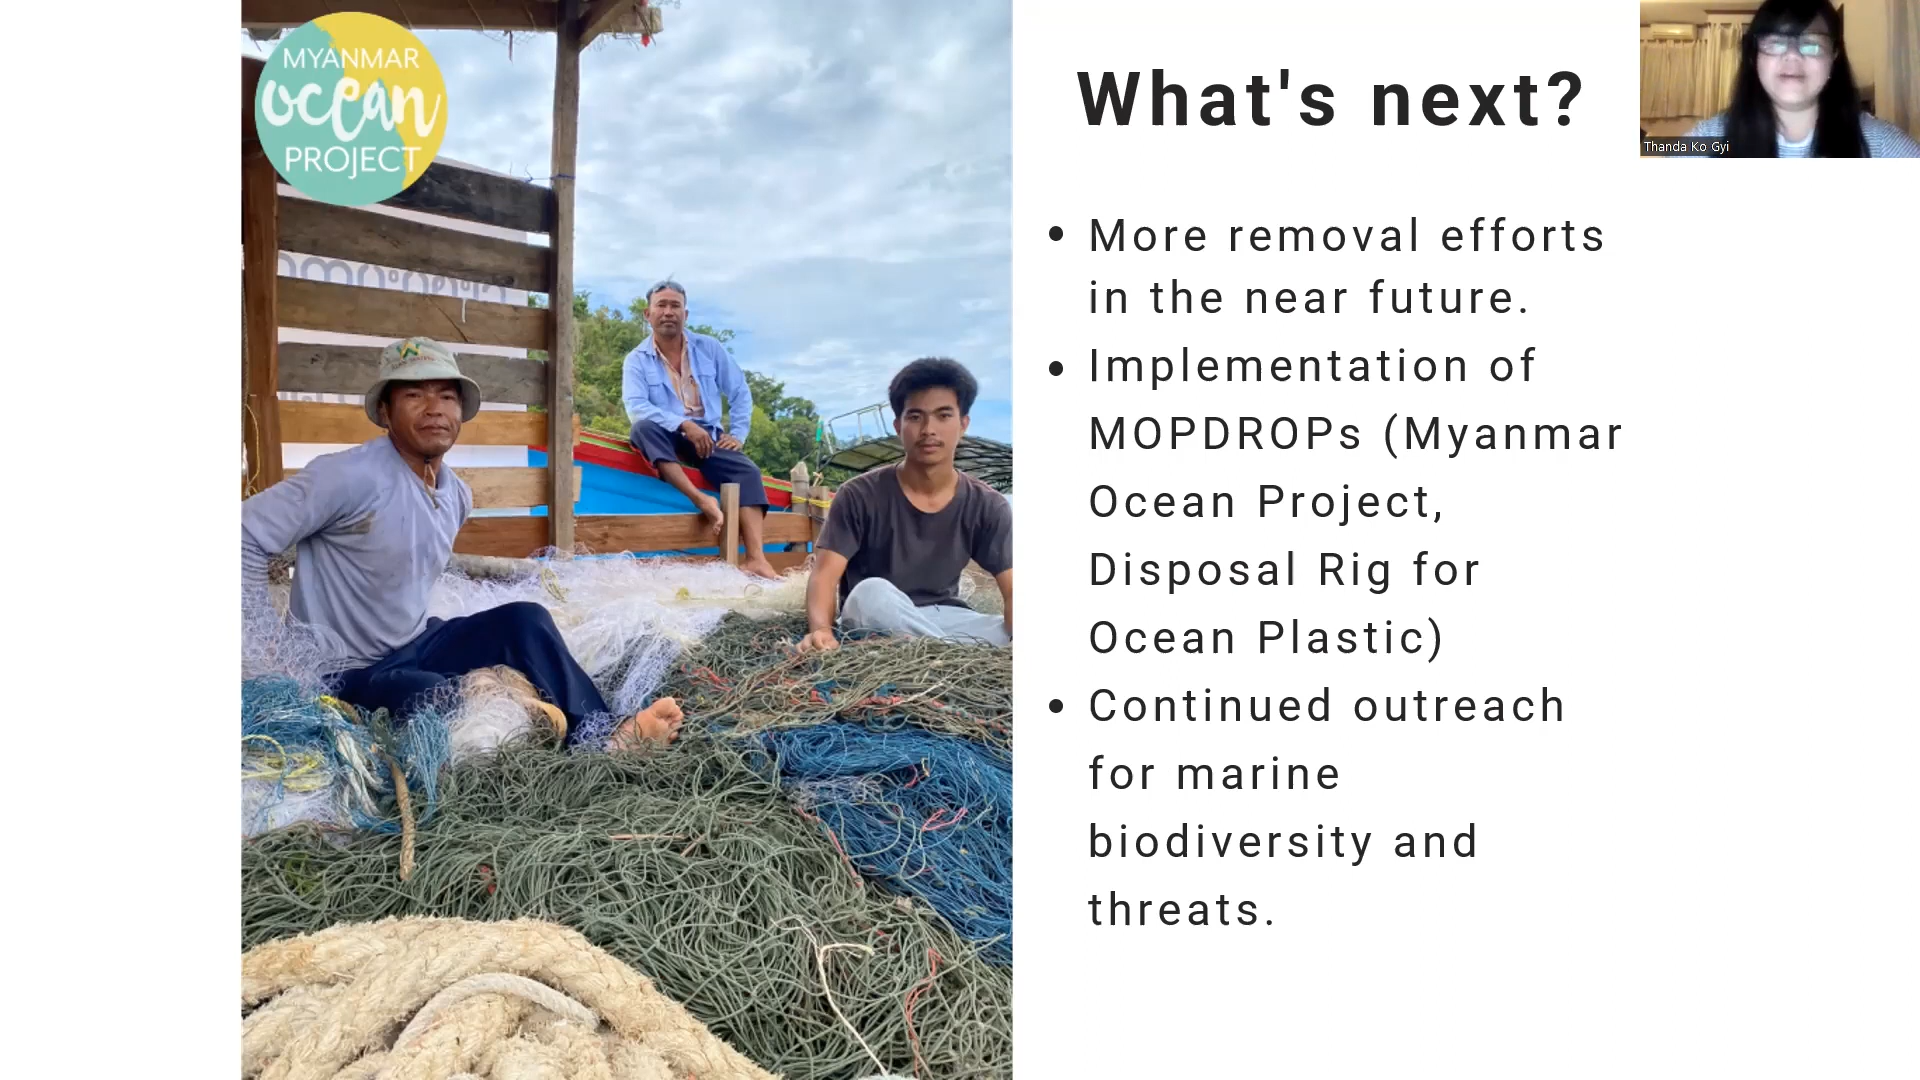 MYANMAR
ocean
PROJECT
What's next?
Thanda Ko Gyi
• More removal efforts
in the near future.
• Implementation of
MOPDROPs (Myanmar
Ocean Project,
Disposal Rig for
Ocean Plastic)
• Continued outreach
for marine
biodiversity and
threats.